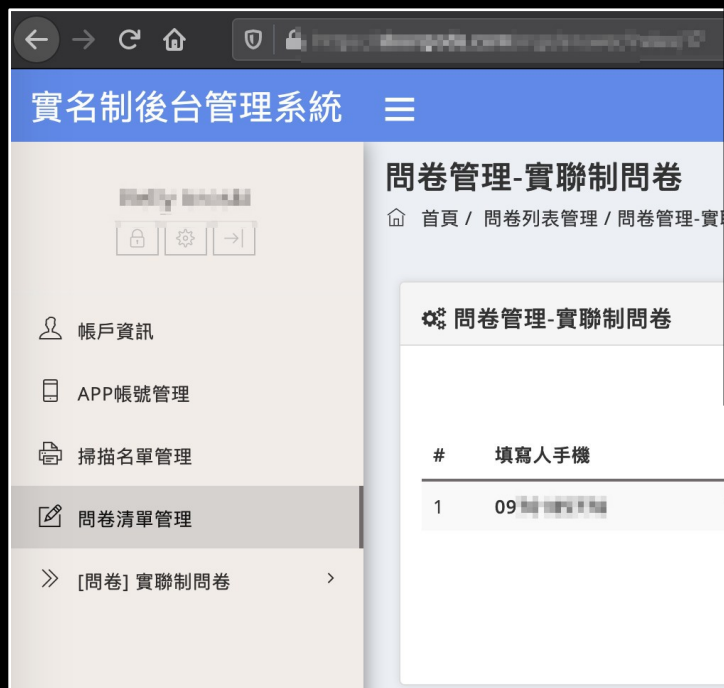 實名制後台管理系統
問卷管理-實聯制問卷
首頁 / 問卷列表管理 / 問卷管理-實
帳戶資訊
APP帳號管理
掃描名單管理
問卷清單管理
[問卷] 實聯制問卷
問卷管理-實聯制問卷
# 填寫人手機
1 09